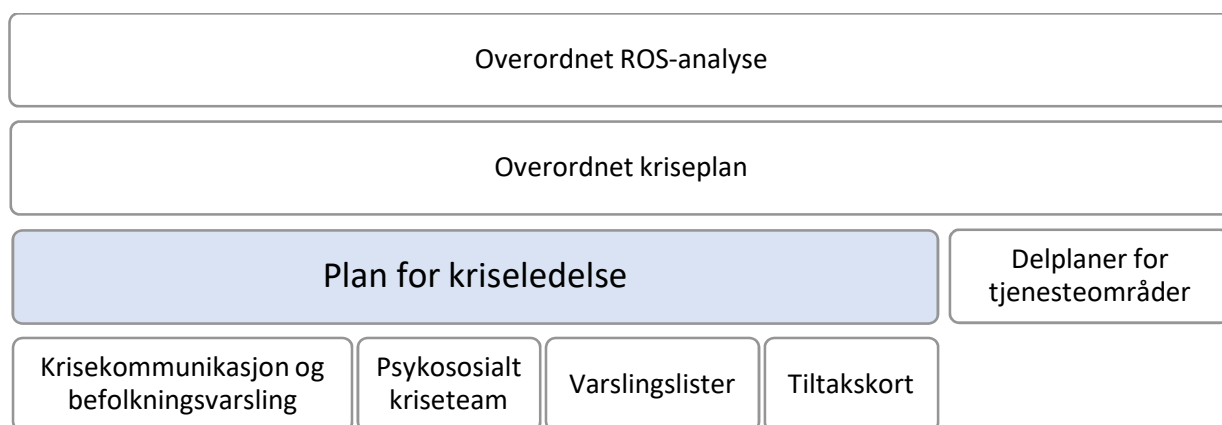 Overordnet ROS-analyse
Overordnet kriseplan
Plan for kriseledelse
Delplaner for
tjenesteområder
Krisekommunikasjon og
befolkningsvarsling
Psykososialt
kriseteam
Varslingslister
Tiltakskort